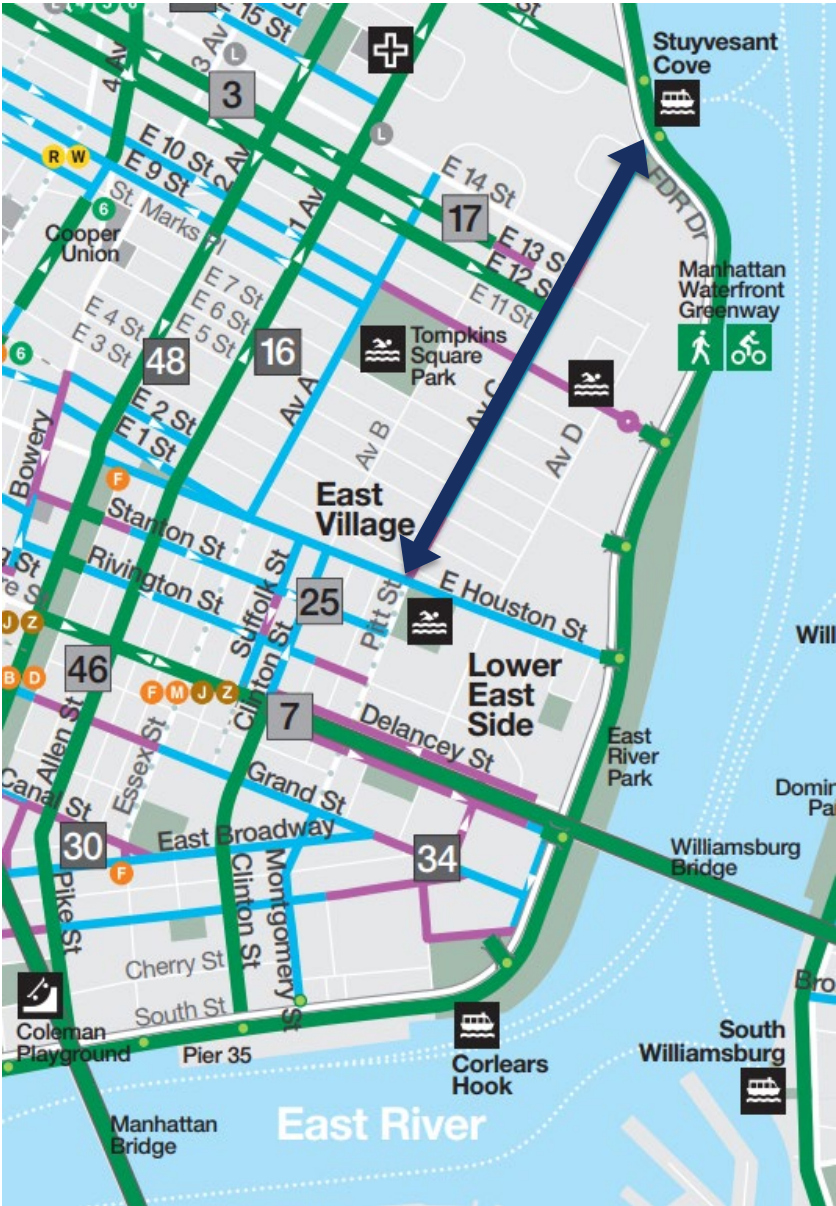 E 15 St
St
L
3 Av
4 Av
3
2 Av
L
R W
E 10 St
E 9 St
St. Marks Pl
6
Cooper
Union
1 Av
E 14 St
17
E 13 S
E 12 S
E 11 St
Stuyvesant
Cove
FDR Dr
Manhattan
Waterfront
Greenway
E 7 St
E 6 St
E 5 St
E 4 St
E 3 St
6
48
16
Tompkins
Square
Park
Av A
Av B
Av C
Av D
E 2 St
E 1 St
Bowery
F
East
Village
Stanton St
Rivington St
Suffolk St
25
Pitt St
E Houston St
Clinton St
Lower
East
Side
J Z
B D
46
F M J Z
7
Delancey St
Allen St
Essex St
Grand St
Canal St
East Broadway
30
F
34
East
River
Park
Will
Domin
Pa
Williamsburg
Bridge
Pike St
Clinton St
Montgomery St
Cherry St
South St
Coleman
Playground
Pier 35
Corlears
Hook
Bro
South
Williamsburg
Manhattan
Bridge
East River